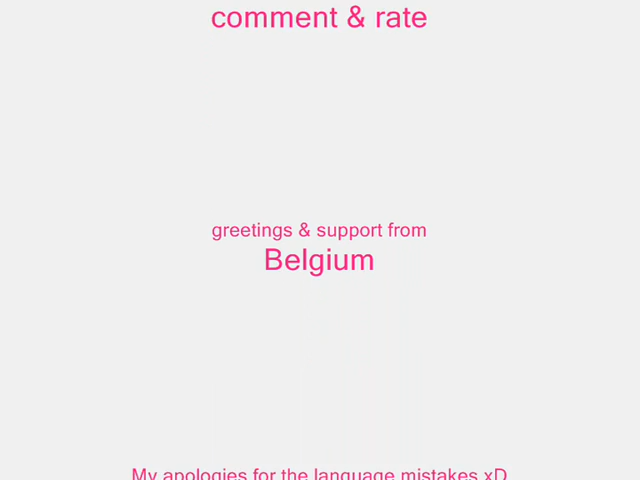 comment & rate
greetings & support from
Belgium
My apologies for the language mistakes xD